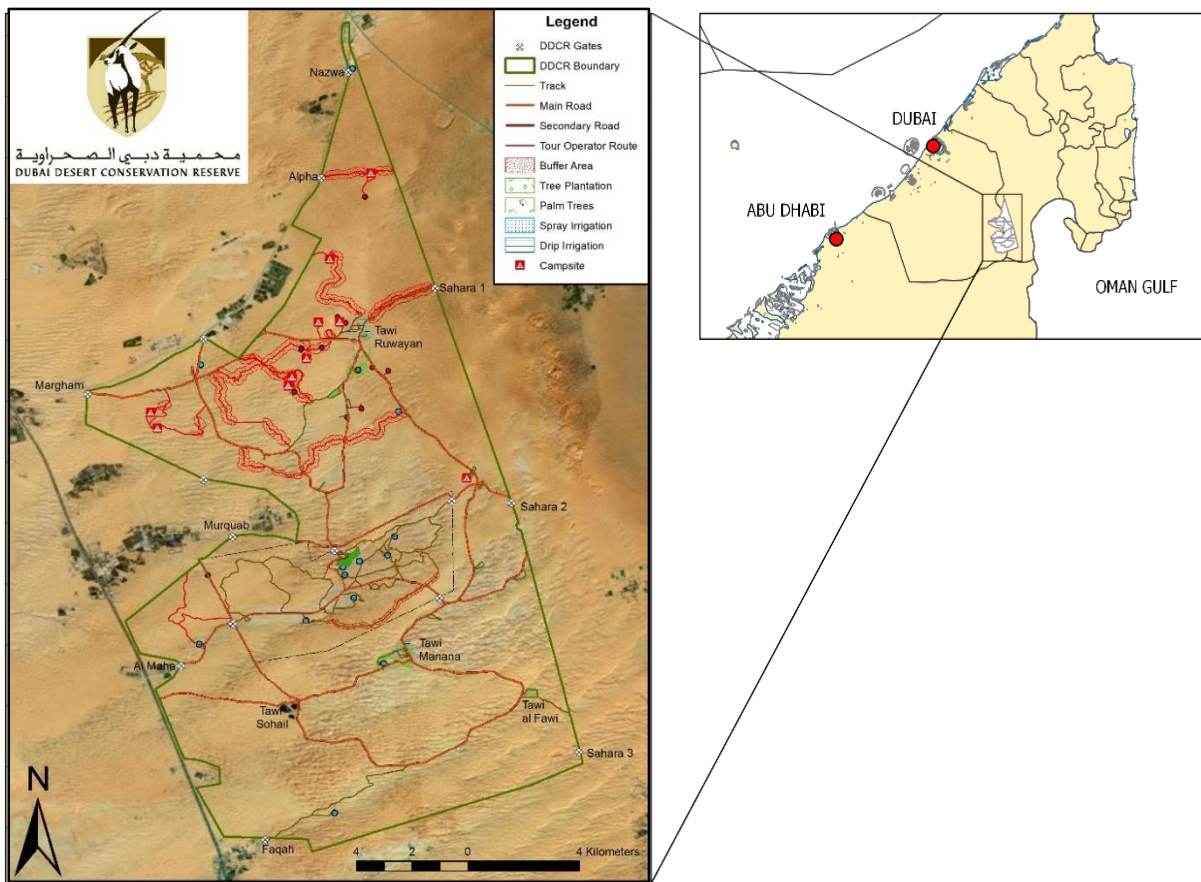 محمية دبي الصحراوية
DUBAI DESERT CONSERVATION RESERVE
Legend
DDCR Gates
DDCR Boundary
Track
Main Road
Secondary Road
Tour Operator Route
Buffer Area
Tree Plantation
Palm Trees
Spray Irrigation
Drip Irrigation
Campsite
Nazwa
Alpha
Sahara 1
Tawi
Ruwayan
Margham
Sahara 2
Murquab
Tawi
Manana
Al Maha
Tawi
Sohail
Tawi
al Fawi
Sahara 3
Faqah
N
4 2 0 4 Kilometers
DUBAI
ABU DHABI
OMAN GULF